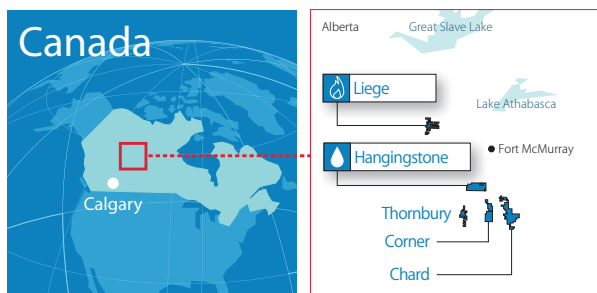 Canada
Calgary
Alberta
Great Slave Lake
Liege
Lake Athabasca
Hangingstone
Fort McMurray
Thornbury
Corner
Chard